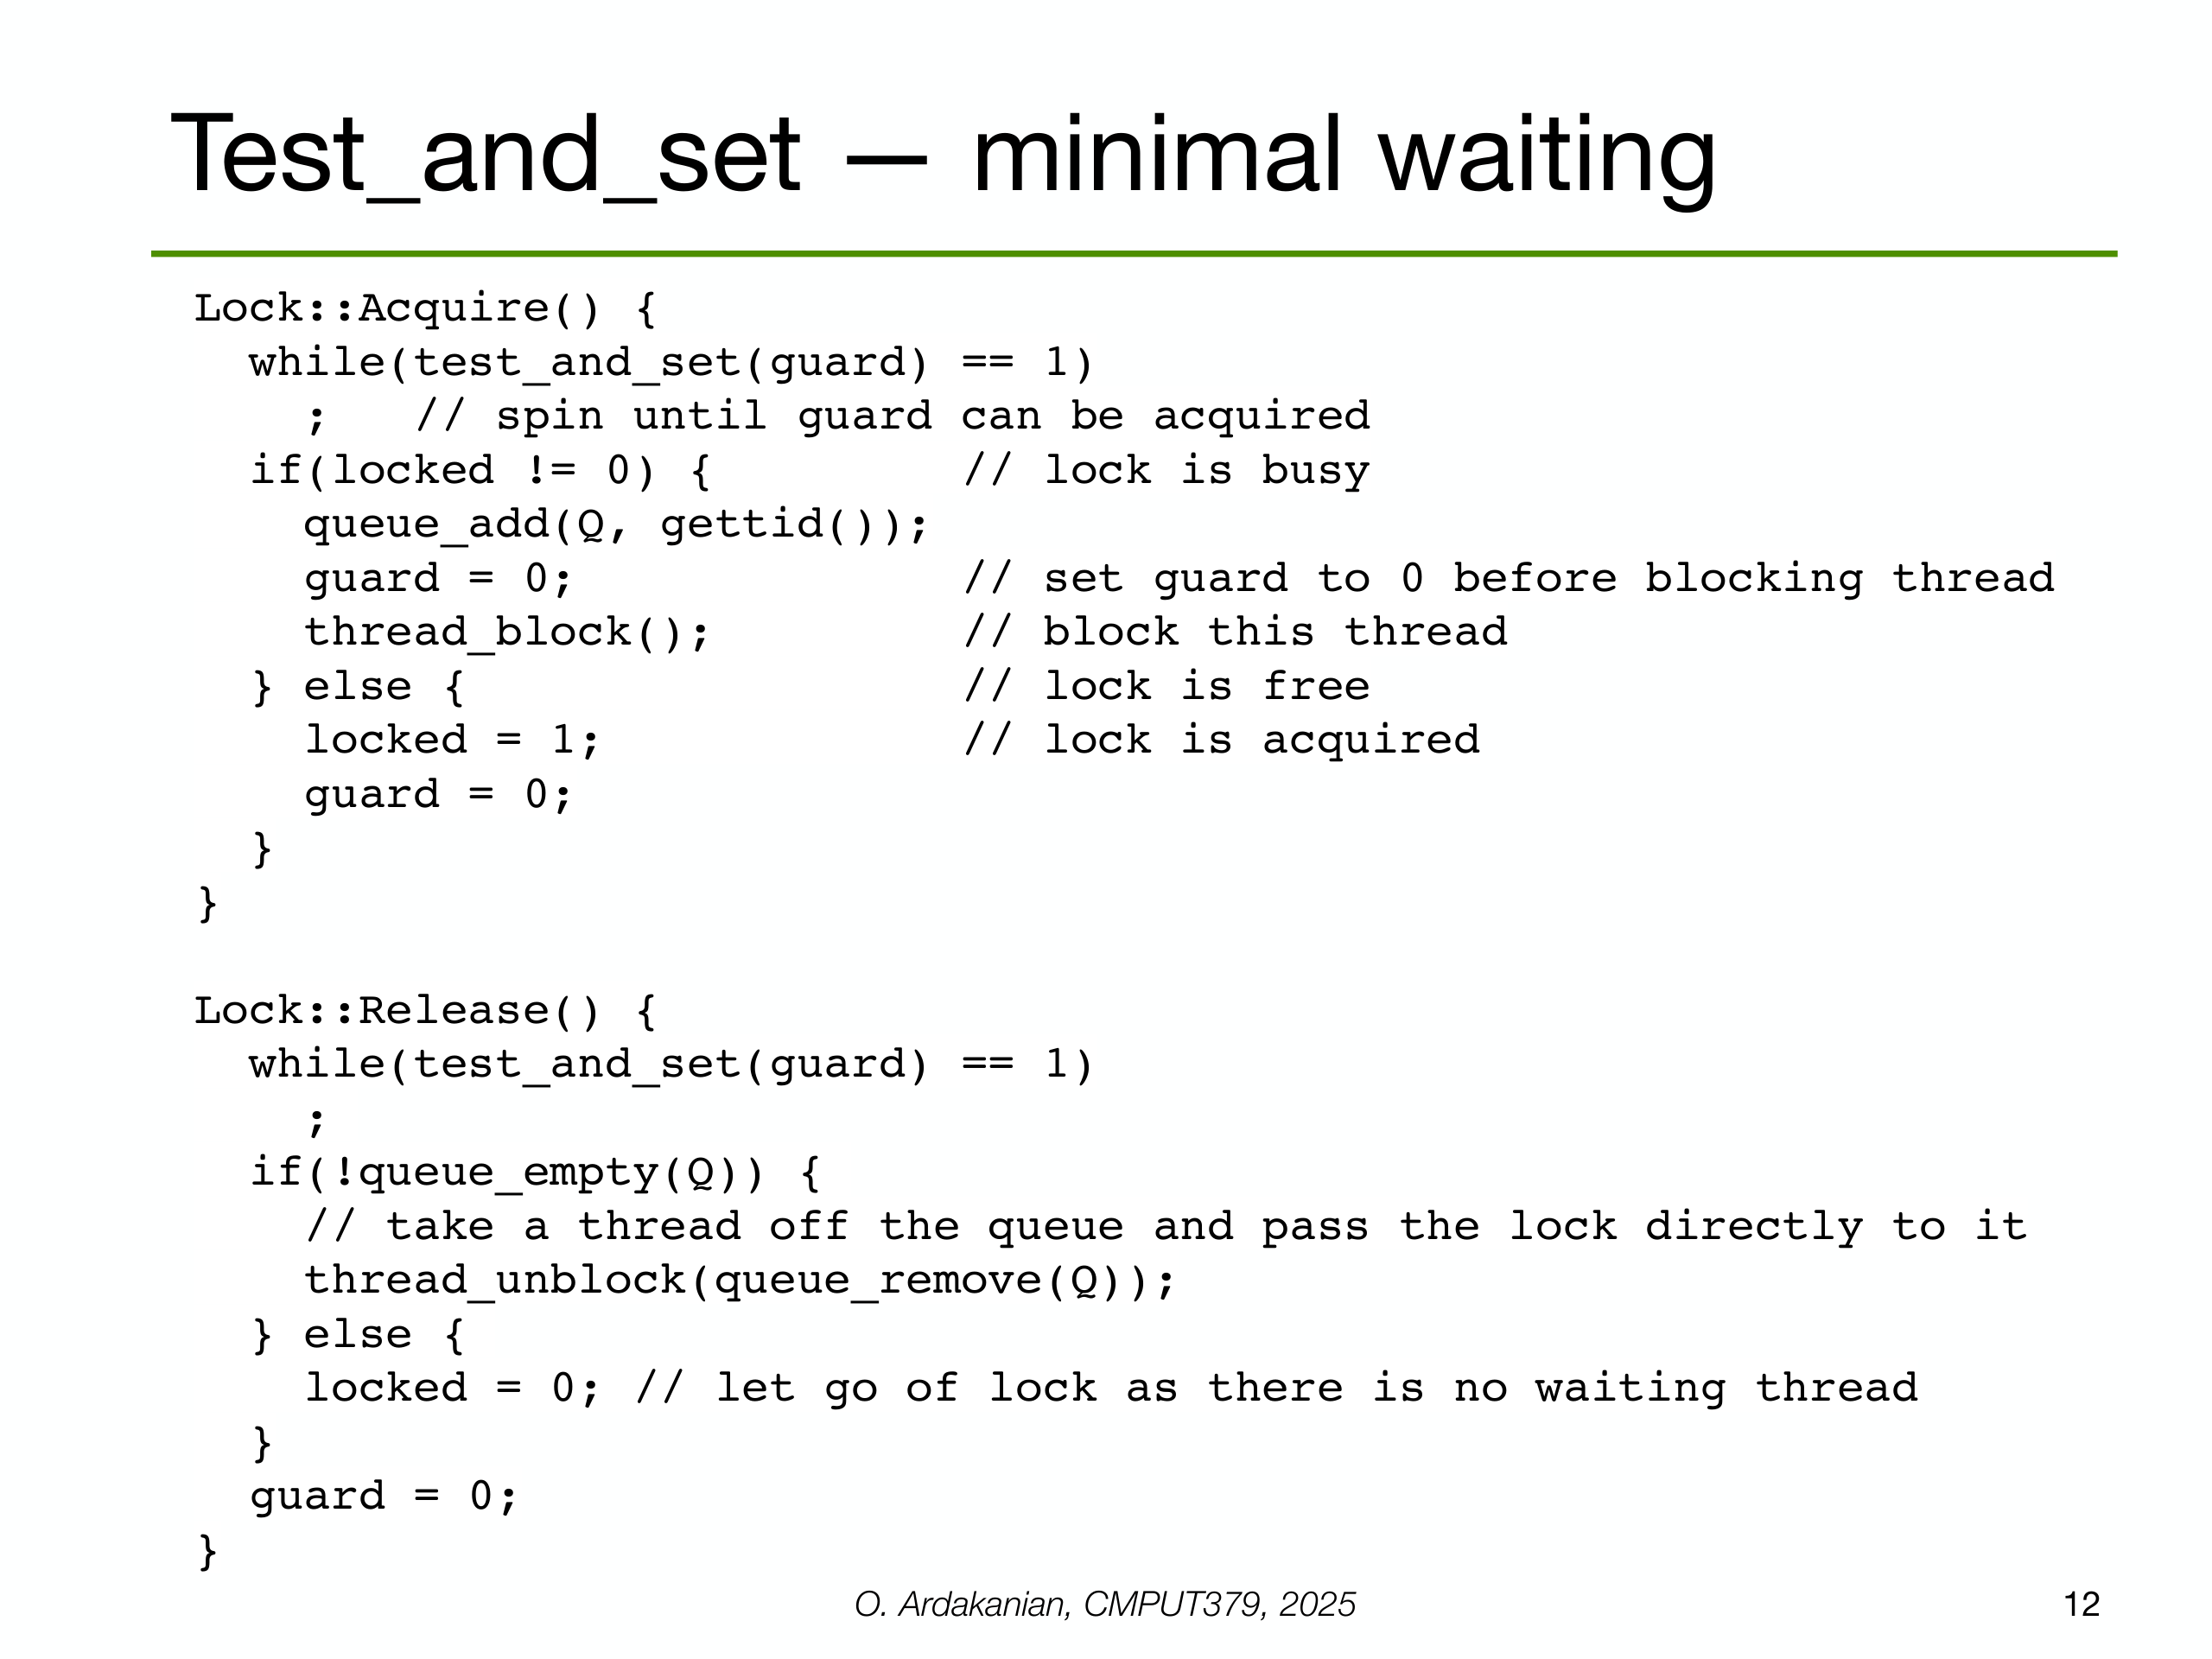 Test_and_set — minimal waiting
Lock::Acquire() {
  while(test_and_set(guard) == 1)
    ;   // spin until guard can be acquired
  if(locked != 0) {         // lock is busy
    queue_add(Q, gettid());
    guard = 0;              // set guard to 0 before blocking thread
    thread_block();         // block this thread
  } else {                  // lock is free
    locked = 1;             // lock is acquired
    guard = 0;
  }
}
Lock::Release() {
  while(test_and_set(guard) == 1)
    ;
  if(!queue_empty(Q)) {
    // take a thread off the queue and pass the lock directly to it
    thread_unblock(queue_remove(Q));
  } else {
    locked = 0; // let go of lock as there is no waiting thread
  }
  guard = 0;
}
O. Ardakanian, CMPUT379, 2025
12